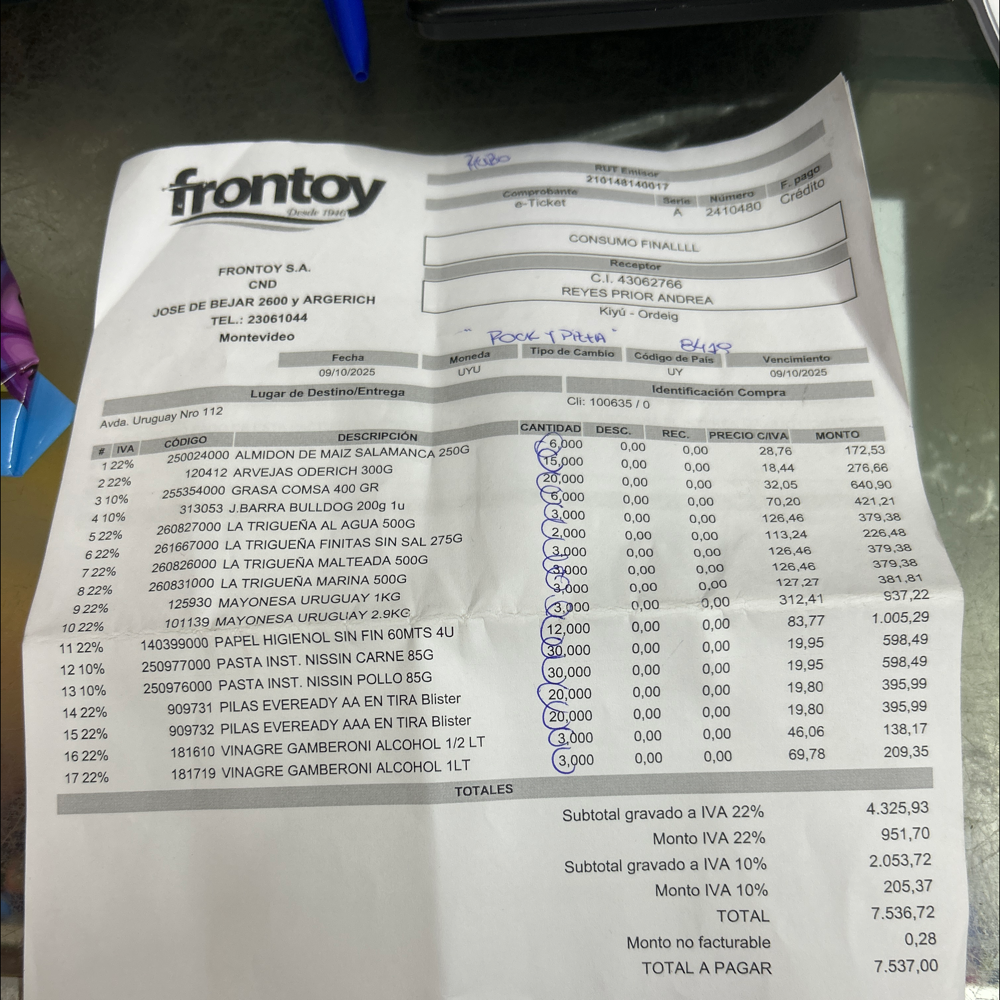 frontoy
Desde 1946
RUT Emisor
210148140017
Comprobante Serie Número F. pago
e-Ticket A 2410480 Crédito
CONSUMO FINALLLL
Receptor
C.I. 43062766
REYES PRIOR ANDREA
Kiyú - Ordeig
FRONTOY S.A.
CND
JOSE DE BEJAR 2600 y ARGERICH
TEL.: 23061044
Montevideo
Fecha Moneda Tipo de Cambio Código de País Vencimiento
09/10/2025 UYU UY 09/10/2025
Lugar de Destino/Entrega Identificación Compra
Avda. Uruguay Nro 112 Cli: 100635 / 0
# IVA CÓDIGO DESCRIPCIÓN CANTIDAD DESC. REC. PRECIO C/IVA MONTO
1 22% 250024000 ALMIDON DE MAIZ SALAMANCA 250G 6,000 0,00 0,00 28,76 172,53
2 22% 120412 ARVEJAS ODERICH 300G 15,000 0,00 0,00 18,44 276,66
3 10% 255354000 GRASA COMSA 400 GR 20,000 0,00 0,00 32,05 640,90
4 10% 313053 J.BARRA BULLDOG 200g 1u 6,000 0,00 0,00 70,20 421,21
5 22% 260827000 LA TRIGUEÑA AL AGUA 500G 3,000 0,00 0,00 126,46 379,38
6 22% 261667000 LA TRIGUEÑA FINITAS SIN SAL 275G 2,000 0,00 0,00 113,24 226,48
7 22% 260826000 LA TRIGUEÑA MALTEADA 500G 3,000 0,00 0,00 126,46 379,38
8 22% 260831000 LA TRIGUEÑA MARINA 500G 3,000 0,00 0,00 126,46 379,38
9 22% 125930 MAYONESA URUGUAY 1KG 3,000 0,00 0,00 127,27 381,81
10 22% 101139 MAYONESA URUGUAY 2.9KG 3,000 0,00 0,00 312,41 937,22
11 22% 140399000 PAPEL HIGIENOL SIN FIN 60MTS 4U 12,000 0,00 0,00 83,77 1.005,29
12 10% 250977000 PASTA INST. NISSIN CARNE 85G 30,000 0,00 0,00 19,95 598,49
13 10% 250976000 PASTA INST. NISSIN POLLO 85G 30,000 0,00 0,00 19,95 598,49
14 22% 909731 PILAS EVEREADY AA EN TIRA Blister 20,000 0,00 0,00 19,80 395,99
15 22% 909732 PILAS EVEREADY AAA EN TIRA Blister 20,000 0,00 0,00 19,80 395,99
16 22% 181610 VINAGRE GAMBERONI ALCOHOL 1/2 LT 3,000 0,00 0,00 46,06 138,17
17 22% 181719 VINAGRE GAMBERONI ALCOHOL 1LT 3,000 0,00 0,00 69,78 209,35
TOTALES
Subtotal gravado a IVA 22% 4.325,93
Monto IVA 22% 951,70
Subtotal gravado a IVA 10% 2.053,72
Monto IVA 10% 205,37
TOTAL 7.536,72
Monto no facturable 0,28
TOTAL A PAGAR 7.537,00